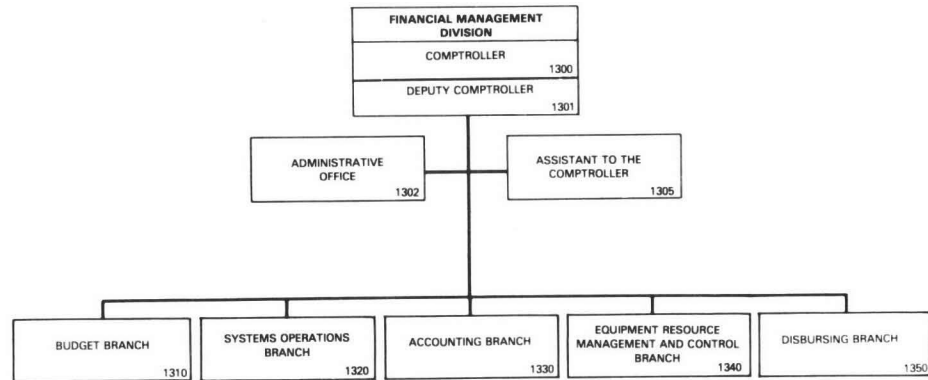 FINANCIAL MANAGEMENT
DIVISION
COMPTROLLER
1300
DEPUTY COMPTROLLER
1301
ADMINISTRATIVE
OFFICE
1302
ASSISTANT TO THE
COMPTROLLER
1305
BUDGET BRANCH
1310
SYSTEMS OPERATIONS
BRANCH
1320
ACCOUNTING BRANCH
1330
EQUIPMENT RESOURCE
MANAGEMENT AND CONTROL
BRANCH
1340
DISBURSING BRANCH
1350